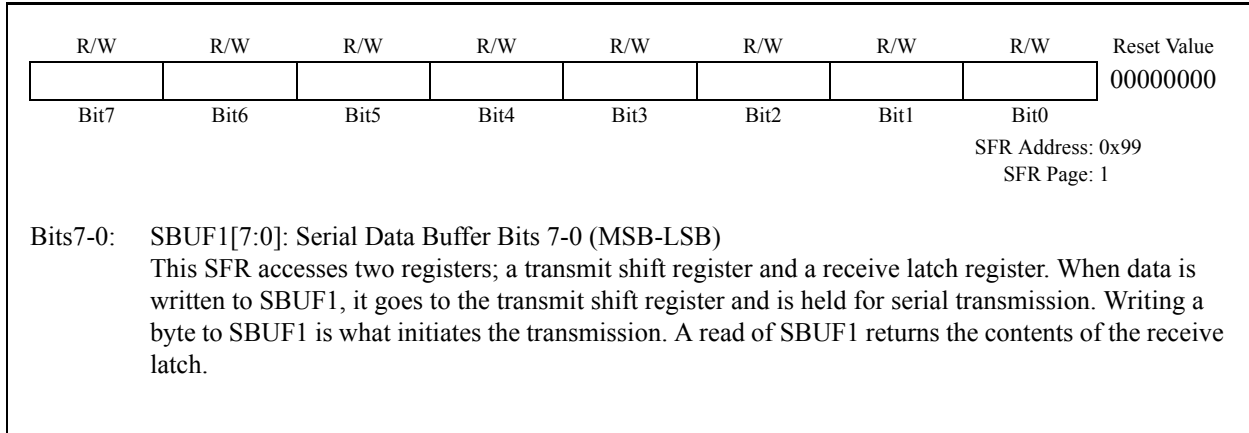 R/W R/W R/W R/W R/W R/W R/W R/W Reset Value
00000000
Bit7 Bit6 Bit5 Bit4 Bit3 Bit2 Bit1 Bit0
SFR Address: 0x99
SFR Page: 1
Bits7-0: SBUF1[7:0]: Serial Data Buffer Bits 7-0 (MSB-LSB)
This SFR accesses two registers; a transmit shift register and a receive latch register. When data is
written to SBUF1, it goes to the transmit shift register and is held for serial transmission. Writing a
byte to SBUF1 is what initiates the transmission. A read of SBUF1 returns the contents of the receive
latch.